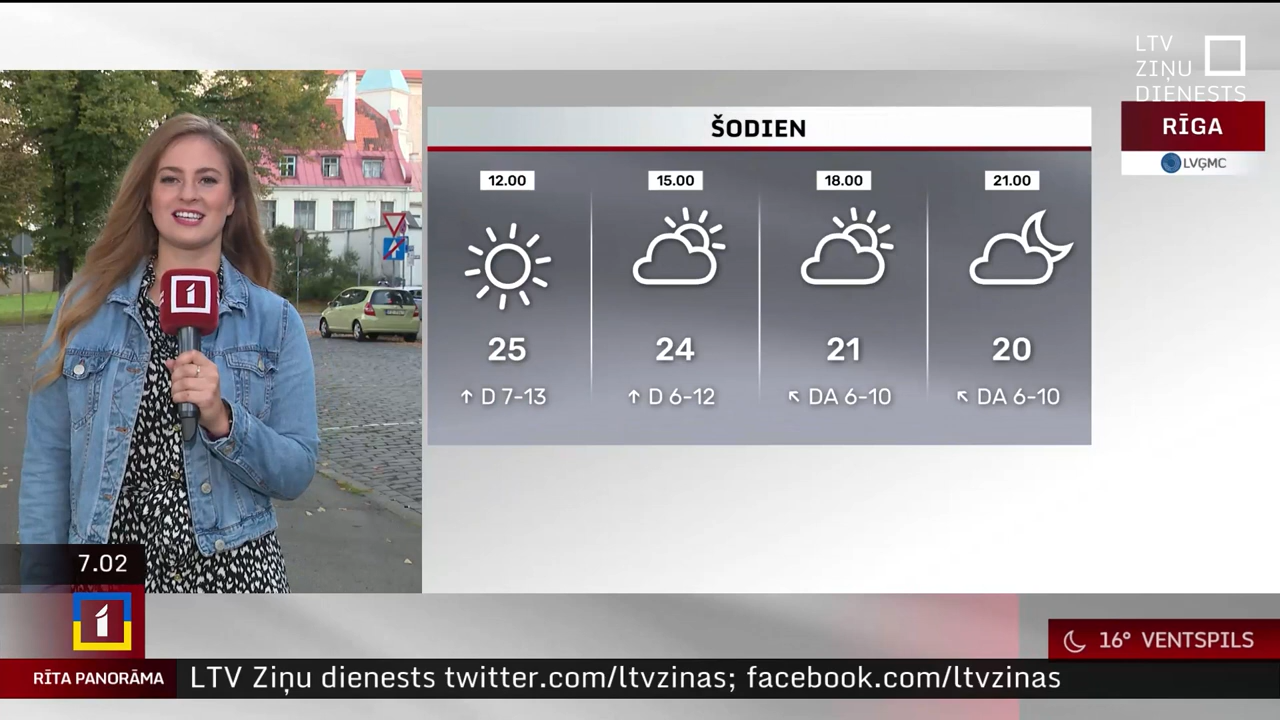 LTV
ZIŅU
DIENESTS
RĪGA
LVĢMC
ŠODIEN
12.00
15.00
18.00
21.00
25
24
21
20
D 7-13
D 6-12
DA 6-10
DA 6-10
1
7.02
1
16° VENTSPILS
RĪTA PANORĀMA
LTV Ziņu dienests twitter.com/ltvzinas; facebook.com/ltvzinas